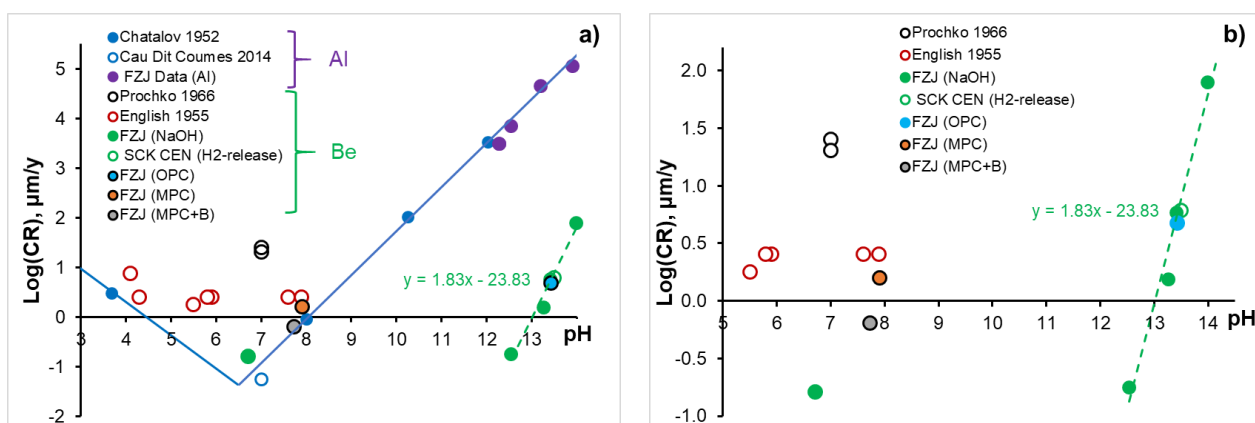 a)
Chatalov 1952
Cau Dit Coumes 2014
FZJ Data (Al)
Al
Prochko 1966
English 1955
FZJ (NaOH)
SCK CEN (H2-release)
FZJ (OPC)
FZJ (MPC)
FZJ (MPC+B)
Be
y = 1.83x - 23.83
Log(CR), µm/y
5
4
3
2
1
0
-1
-2
3 4 5 6 7 8 9 10 11 12 13
pH
b)
Prochko 1966
English 1955
FZJ (NaOH)
SCK CEN (H2-release)
FZJ (OPC)
FZJ (MPC)
FZJ (MPC+B)
y = 1.83x - 23.83
Log(CR), µm/y
2.0
1.5
1.0
0.5
0.0
-0.5
-1.0
5 6 7 8 9 10 11 12 13 14
pH